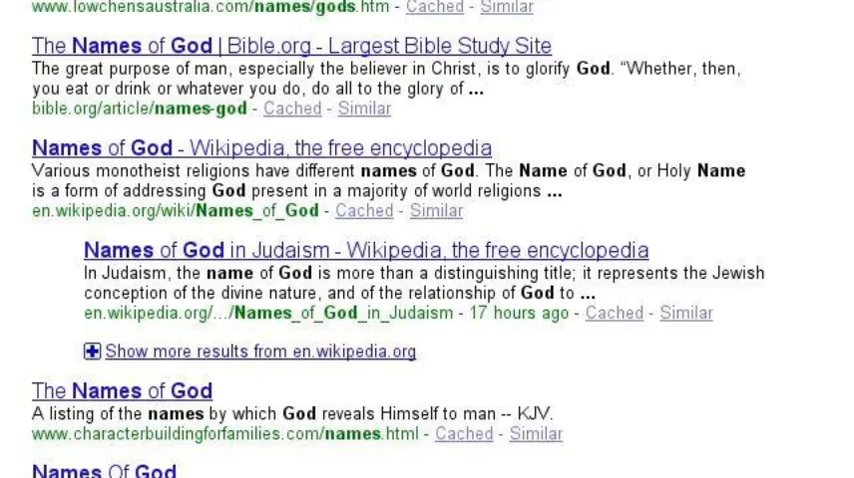 www.lowchensaustralia.com/names/gods.htm - Cached - Similar
The Names of God | Bible.org - Largest Bible Study Site
The great purpose of man, especially the believer in Christ, is to glorify God. “Whether, then,
you eat or drink or whatever you do, do all to the glory of ...
bible.org/article/names-god - Cached - Similar
Names of God - Wikipedia, the free encyclopedia
Various monotheist religions have different names of God. The Name of God, or Holy Name
is a form of addressing God present in a majority of world religions ...
en.wikipedia.org/wiki/Names_of_God - Cached - Similar
Names of God in Judaism - Wikipedia, the free encyclopedia
In Judaism, the name of God is more than a distinguishing title; it represents the Jewish
conception of the divine nature, and of the relationship of God to ...
en.wikipedia.org/.../Names_of_God_in_Judaism - 17 hours ago - Cached - Similar
Show more results from en.wikipedia.org
The Names of God
A listing of the names by which God reveals Himself to man -- KJV.
www.characterbuildingforfamilies.com/names.html - Cached - Similar
Names Of God